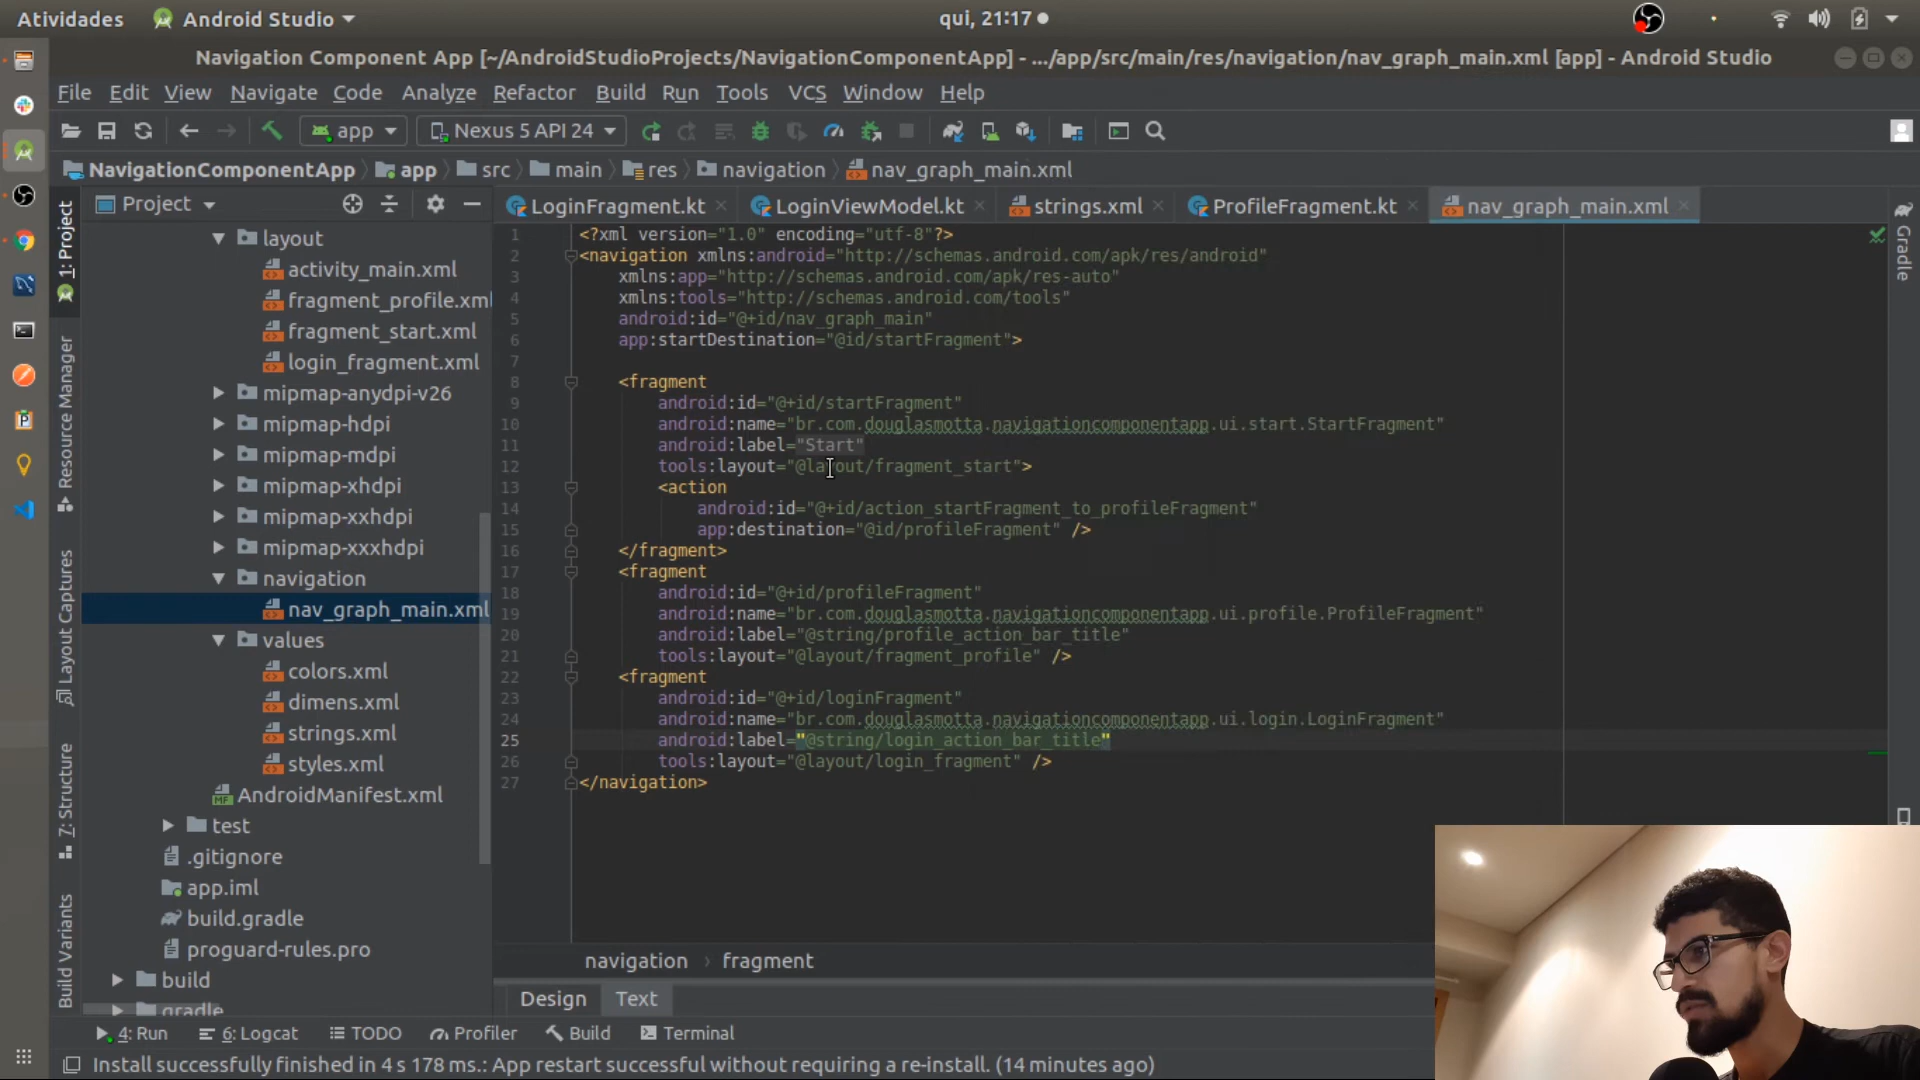 Atividades
Android Studio
qui, 21:17
Navigation Component App [~/AndroidStudioProjects/NavigationComponentApp] - .../app/src/main/res/navigation/nav_graph_main.xml [app] - Android Studio
File Edit View Navigate Code Analyze Refactor Build Run Tools VCS Window Help
app
Nexus 5 API 24
NavigationComponentApp app src main res navigation nav_graph_main.xml
Project
LoginFragment.kt
LoginViewModel.kt
strings.xml
ProfileFragment.kt
nav_graph_main.xml
1: Project
Resource Manager
Layout Captures
7: Structure
Build Variants
Gradle
layout
activity_main.xml
fragment_profile.xml
fragment_start.xml
login_fragment.xml
mipmap-anydpi-v26
mipmap-hdpi
mipmap-mdpi
mipmap-xhdpi
mipmap-xxhdpi
mipmap-xxxhdpi
navigation
nav_graph_main.xml
values
colors.xml
dimens.xml
strings.xml
styles.xml
AndroidManifest.xml
test
.gitignore
app.iml
build.gradle
proguard-rules.pro
build
gradle
1 <?xml version="1.0" encoding="utf-8"?>
2 <navigation xmlns:android="http://schemas.android.com/apk/res/android"
3 xmlns:app="http://schemas.android.com/apk/res-auto"
4 xmlns:tools="http://schemas.android.com/tools"
5 android:id="@+id/nav_graph_main"
6 app:startDestination="@id/startFragment">
7
8 <fragment
9 android:id="@+id/startFragment"
10 android:name="br.com.douglasmotta.navigationcomponentapp.ui.start.StartFragment"
11 android:label="Start"
12 tools:layout="@layout/fragment_start">
13 <action
14 android:id="@+id/action_startFragment_to_profileFragment"
15 app:destination="@id/profileFragment" />
16 </fragment>
17 <fragment
18 android:id="@+id/profileFragment"
19 android:name="br.com.douglasmotta.navigationcomponentapp.ui.profile.ProfileFragment"
20 android:label="@string/profile_action_bar_title"
21 tools:layout="@layout/fragment_profile" />
22 <fragment
23 android:id="@+id/loginFragment"
24 android:name="br.com.douglasmotta.navigationcomponentapp.ui.login.LoginFragment"
25 android:label="@string/login_action_bar_title"
26 tools:layout="@layout/login_fragment" />
27 </navigation>
navigation › fragment
Design Text
4: Run 6: Logcat TODO Profiler Build Terminal
Install successfully finished in 4 s 178 ms.: App restart successful without requiring a re-install. (14 minutes ago)